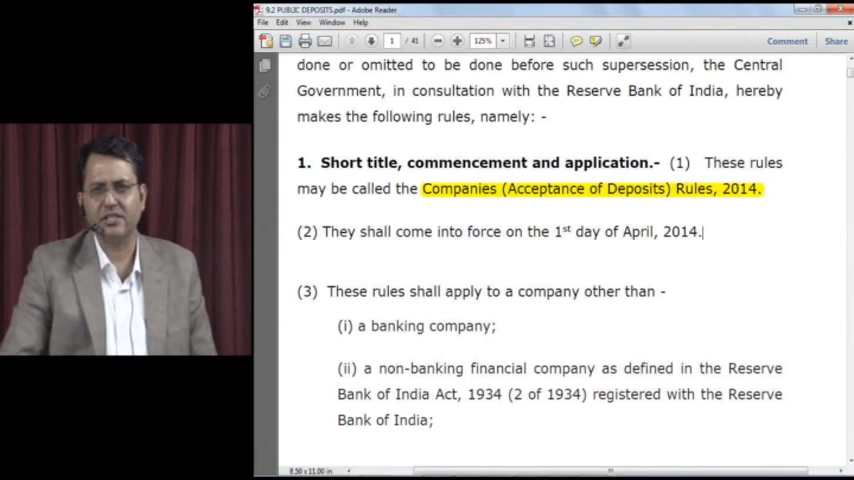 9.2 PUBLIC DEPOSITS.pdf - Adobe Reader
File Edit View Window Help
1 / 41 125% Comment Share
done or omitted to be done before such supersession, the Central
Government, in consultation with the Reserve Bank of India, hereby
makes the following rules, namely: -
1. Short title, commencement and application.- (1) These rules
may be called the Companies (Acceptance of Deposits) Rules, 2014.
(2) They shall come into force on the 1st day of April, 2014.
(3) These rules shall apply to a company other than -
(i) a banking company;
(ii) a non-banking financial company as defined in the Reserve
Bank of India Act, 1934 (2 of 1934) registered with the Reserve
Bank of India;
8.50 x 11.00 in